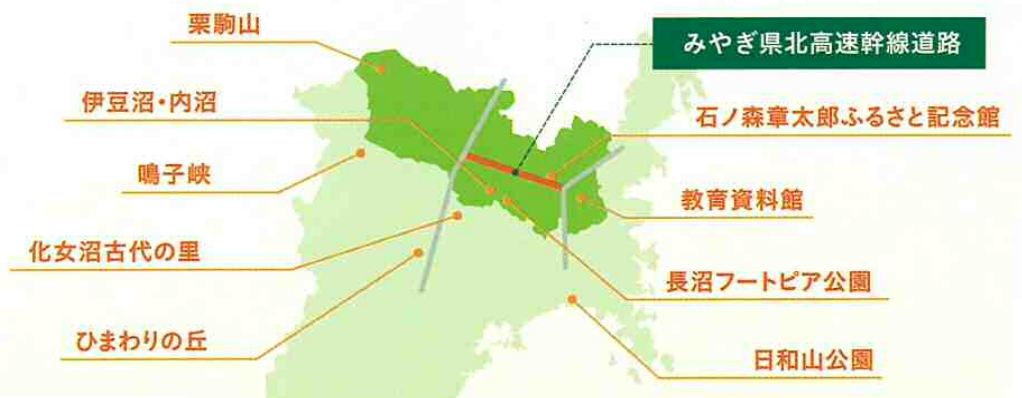 栗駒山
みやぎ県北高速幹線道路
伊豆沼・内沼
石ノ森章太郎ふるさと記念館
鳴子峡
教育資料館
化女沼古代の里
長沼フートピア公園
ひまわりの丘
日和山公園